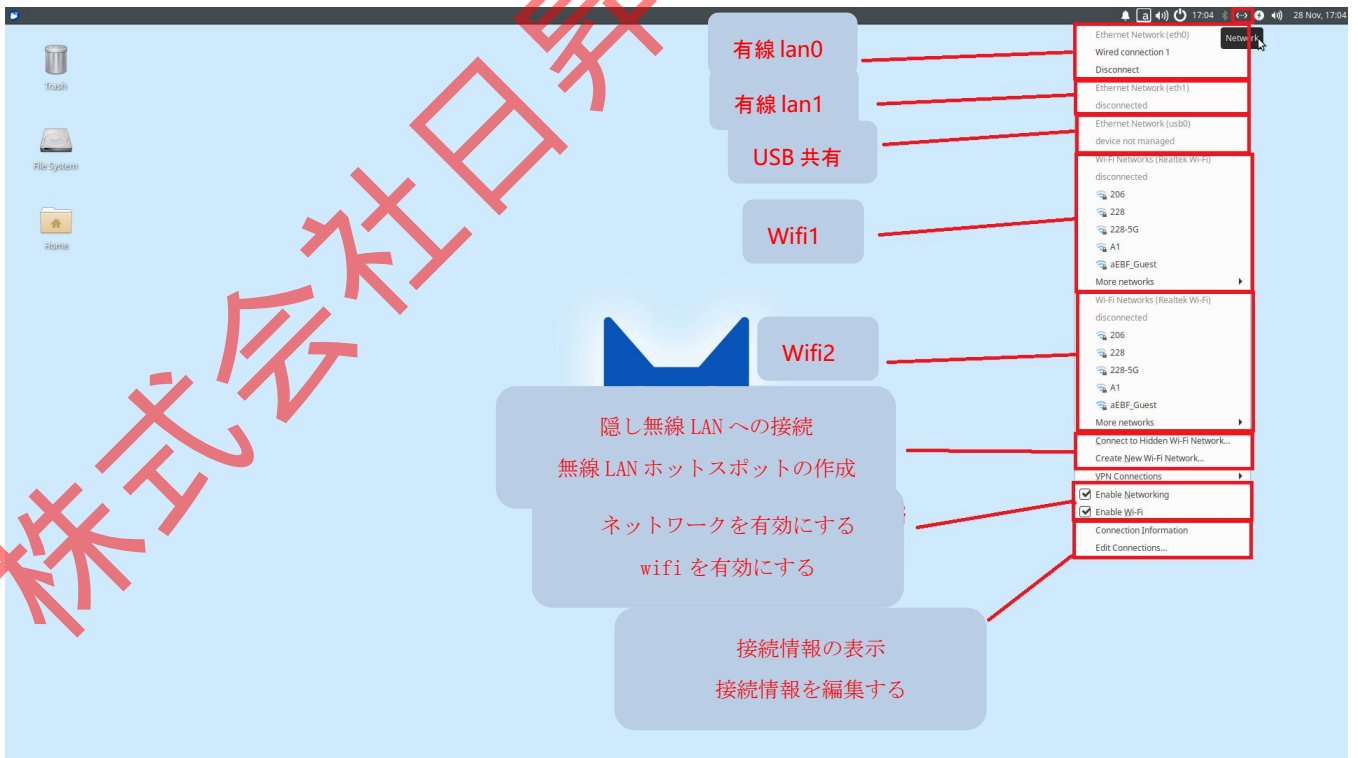 a 17:04 28 Nov, 17:04
Network
Trash
File System
Home
有線 lan0
有線 lan1
USB 共有
Wifi1
Wifi2
隠し無線 LAN への接続
無線 LAN ホットスポットの作成
ネットワークを有効にする
wifi を有効にする
接続情報の表示
接続情報を編集する
Ethernet Network (eth0)
Wired connection 1
Disconnect
Ethernet Network (eth1)
disconnected
Ethernet Network (usb0)
device not managed
Wi-Fi Networks (Realtek Wi-Fi)
disconnected
206
228
228-5G
A1
aEBF_Guest
More networks
Wi-Fi Networks (Realtek Wi-Fi)
disconnected
206
228
228-5G
A1
aEBF_Guest
More networks
Connect to Hidden Wi-Fi Network...
Create New Wi-Fi Network...
VPN Connections
Enable Networking
Enable Wi-Fi
Connection Information
Edit Connections...
株式会社日昇